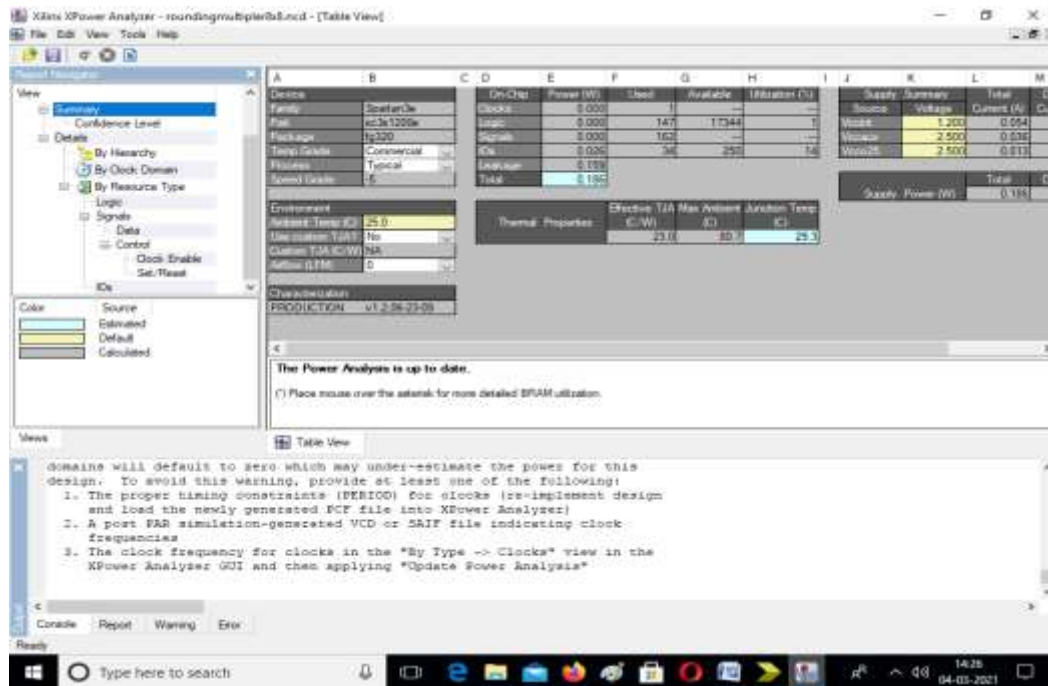 Xilinx XPower Analyzer - roundingmultipler8x8.ncd - [Table View]
File Edit View Tools Help
Report Navigator
View
Summary
Confidence Level
Details
By Hierarchy
By Clock Domain
By Resource Type
Logic
Signals
Data
Control
Clock Enable
Set/Reset
IOs
A B C D E F G H I J K L M
Device
Family Spartan3e
Part xc3s1200e
Package fg320
Temp Grade Commercial
Process Typical
Speed Grade -5
Environment
Ambient Temp (C) 25.0
Use custom TJA? No
Custom TJA (C/W) NA
Airflow (LFM) 0
Characterization
PRODUCTION v1.2,06-23-09
On-Chip Power (W) Used Available Utilization (%)
Clocks 0.000 1 --- ---
Logic 0.000 147 17344 1
Signals 0.000 162 --- ---
IOs 0.026 34 250 14
Leakage 0.159
Total 0.186
Effective TJA Max Ambient Junction Temp
Thermal Properties (C/W) (C) (C)
23.0 80.7 29.3
Supply Summary Total
Source Voltage Current (A)
Vccint 1.200 0.054
Vccaux 2.500 0.036
Vcco25 2.500 0.013
Total
Supply Power (W) 0.186
Color Source
Estimated
Default
Calculated
Views
The Power Analysis is up to date.
(*) Place mouse over the asterisk for more detailed BRAM utilization.
Table View
domains will default to zero which may under-estimate the power for this
design. To avoid this warning, provide at least one of the following:
1. The proper timing constraints (PERIOD) for clocks (re-implement design
and load the newly generated PCF file into XPower Analyzer)
2. A post PAR simulation-generated VCD or SAIF file indicating clock
frequencies
3. The clock frequency for clocks in the "By Type -> Clocks" view in the
XPower Analyzer GUI and then applying "Update Power Analysis"
Output
Console Report Warning Error
Ready
Type here to search
14:26
04-03-2021